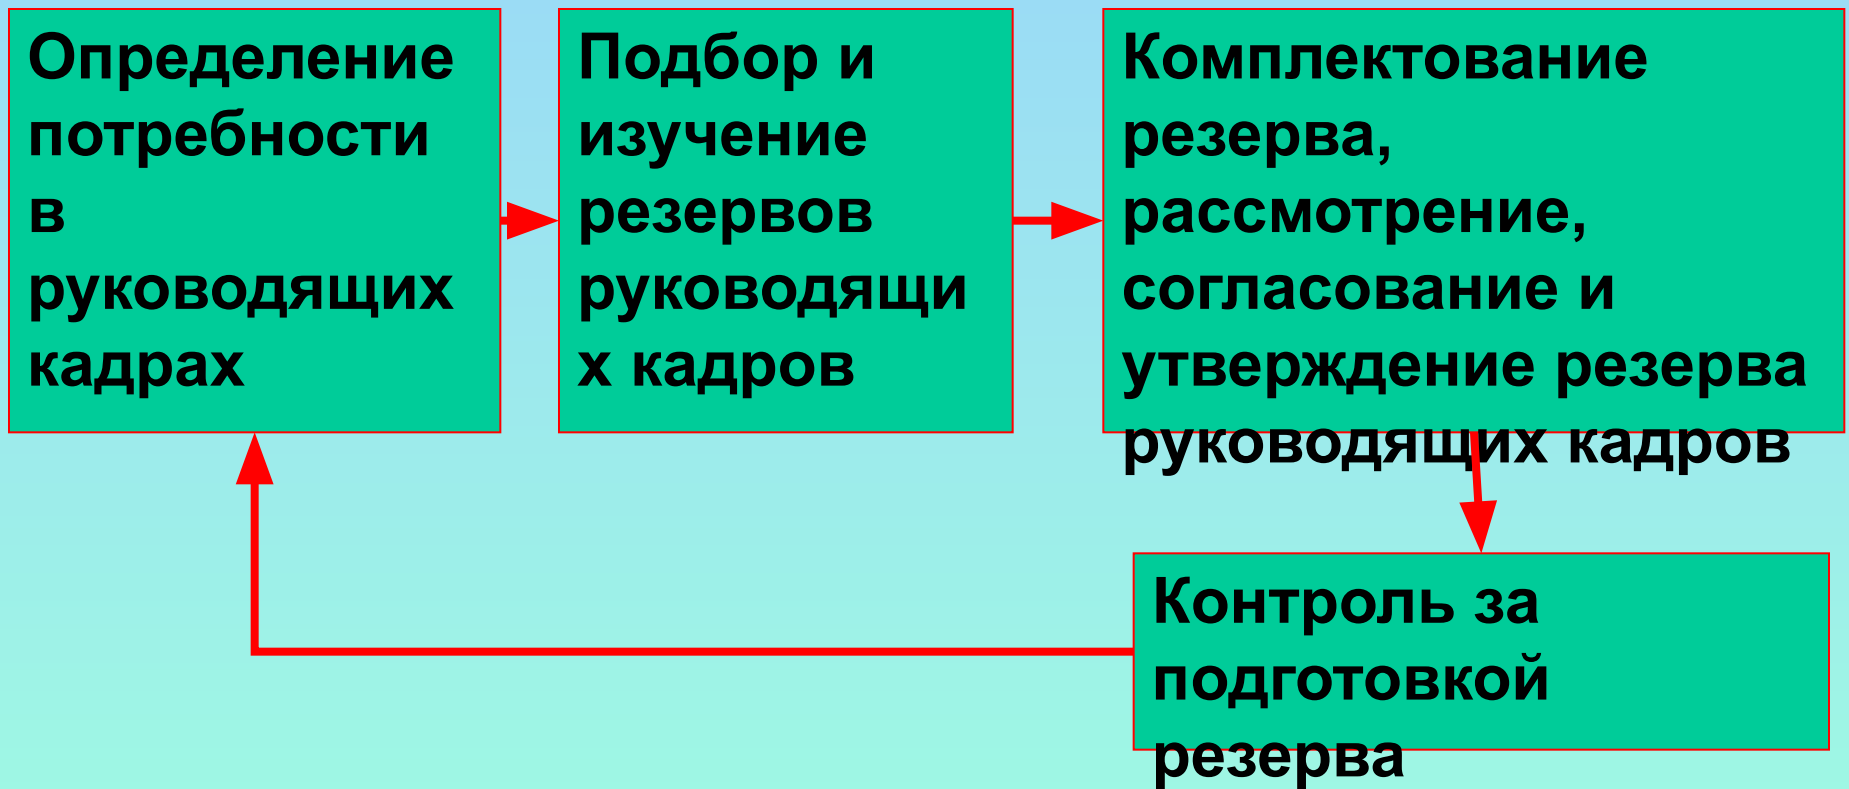 Определение
потребности
в
руководящих
кадрах
Подбор и
изучение
резервов
руководящи
х кадров
Комплектование
резерва,
рассмотрение,
согласование и
утверждение резерва
руководящих кадров
Контроль за
подготовкой
резерва